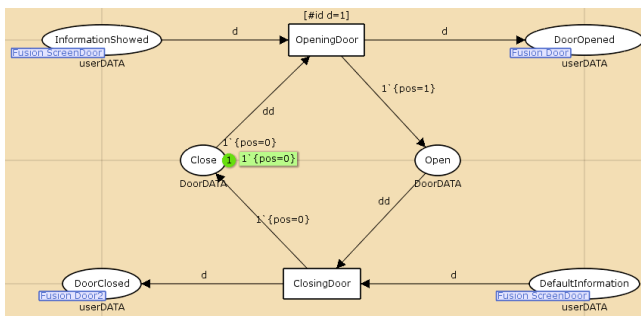 [#id d=1]
InformationShowed
d
OpeningDoor
d
DoorOpened
Fusion ScreenDoor
userDATA
Fusion Door
userDATA
1`{pos=1}
dd
1`{pos=0}
Close
1
1`{pos=0}
Open
DoorDATA
DoorDATA
dd
1`{pos=0}
DoorClosed
d
ClosingDoor
d
DefaultInformation
Fusion Door2
userDATA
Fusion ScreenDoor
userDATA